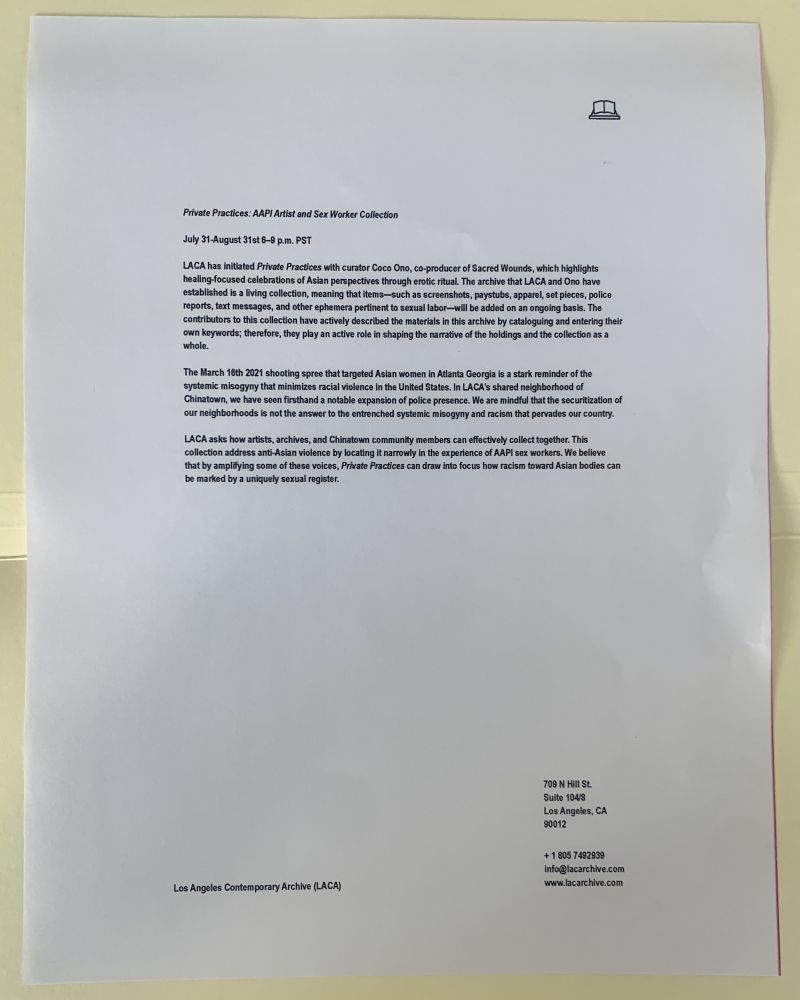 Private Practices: AAPI Artist and Sex Worker Collection
July 31-August 31st 6–9 p.m. PST
LACA has initiated Private Practices with curator Coco Ono, co-producer of Sacred Wounds, which highlights
healing-focused celebrations of Asian perspectives through erotic ritual. The archive that LACA and Ono have
established is a living collection, meaning that items—such as screenshots, paystubs, apparel, set pieces, police
reports, text messages, and other ephemera pertinent to sexual labor—will be added on an ongoing basis. The
contributors to this collection have actively described the materials in this archive by cataloguing and entering their
own keywords; therefore, they play an active role in shaping the narrative of the holdings and the collection as a
whole.
The March 16th 2021 shooting spree that targeted Asian women in Atlanta Georgia is a stark reminder of the
systemic misogyny that minimizes racial violence in the United States. In LACA's shared neighborhood of
Chinatown, we have seen firsthand a notable expansion of police presence. We are mindful that the securitization of
our neighborhoods is not the answer to the entrenched systemic misogyny and racism that pervades our country.
LACA asks how artists, archives, and Chinatown community members can effectively collect together. This
collection address anti-Asian violence by locating it narrowly in the experience of AAPI sex workers. We believe
that by amplifying some of these voices, Private Practices can draw into focus how racism toward Asian bodies can
be marked by a uniquely sexual register.
709 N Hill St.
Suite 104/8
Los Angeles, CA
90012
+ 1 805 7492939
info@lacarchive.com
www.lacarchive.com
Los Angeles Contemporary Archive (LACA)